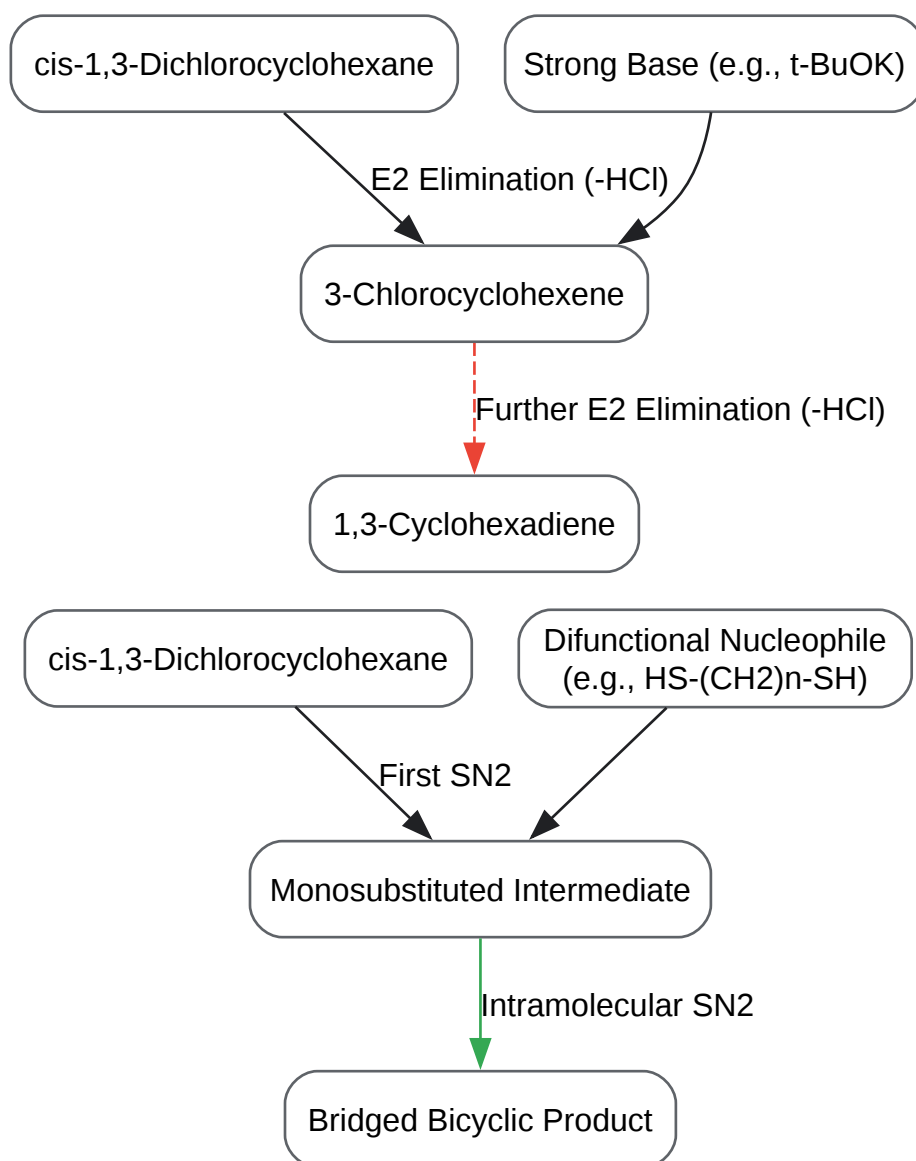 cis-1,3-Dichlorocyclohexane
Strong Base (e.g., t-BuOK)
E2 Elimination (-HCl)
3-Chlorocyclohexene
Further E2 Elimination (-HCl)
1,3-Cyclohexadiene
cis-1,3-Dichlorocyclohexane
Difunctional Nucleophile
(e.g., HS-(CH2)n-SH)
First SN2
Monosubstituted Intermediate
Intramolecular SN2
Bridged Bicyclic Product